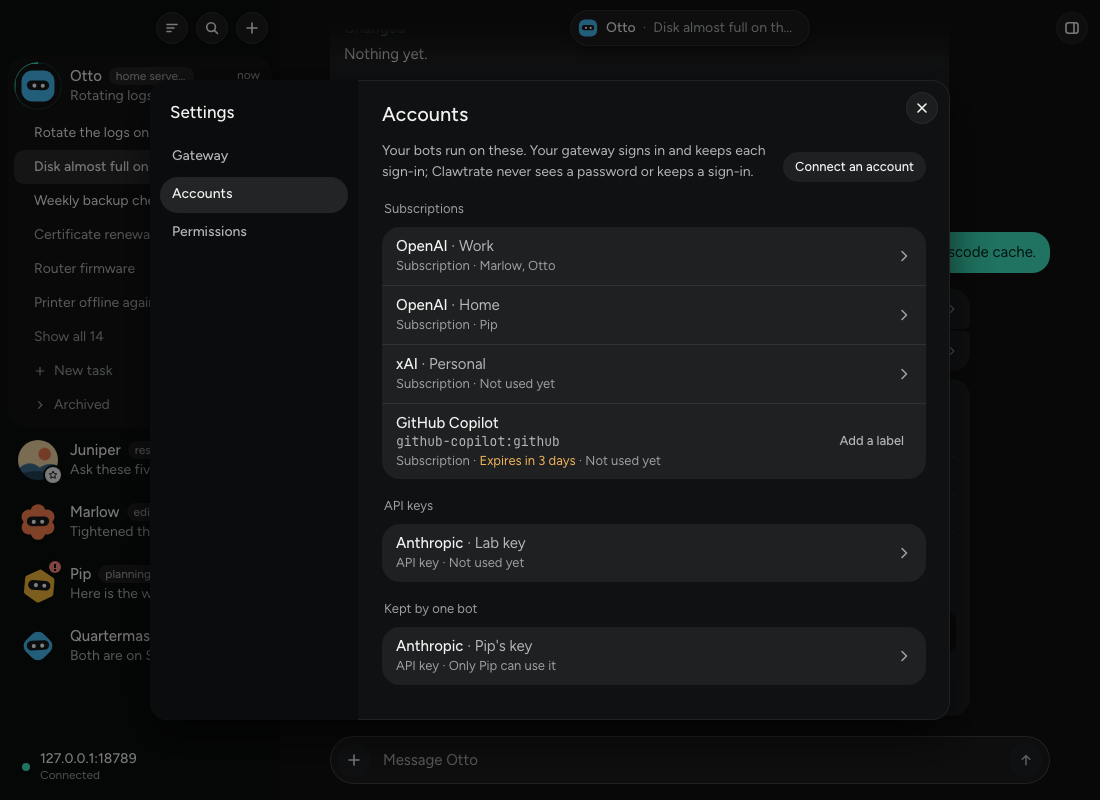 Otto · Disk almost full on th…
Nothing yet.
Otto home serve… now
Rotating logs
Rotate the logs on
Disk almost full on
Weekly backup che
Certificate renewa
Router firmware
Printer offline again
Show all 14
+ New task
Archived
Juniper res
Ask these five
Marlow edi
Tightened th
Pip planning
Here is the w
Quartermas
Both are on S
127.0.0.1:18789
Connected
Settings
Gateway
Accounts
Permissions
Accounts
Your bots run on these. Your gateway signs in and keeps each
sign-in; Clawtrate never sees a password or keeps a sign-in.
Connect an account
Subscriptions
OpenAI · Work
Subscription · Marlow, Otto
OpenAI · Home
Subscription · Pip
xAI · Personal
Subscription · Not used yet
GitHub Copilot
github-copilot:github
Subscription · Expires in 3 days · Not used yet
Add a label
API keys
Anthropic · Lab key
API key · Not used yet
Kept by one bot
Anthropic · Pip's key
API key · Only Pip can use it
scode cache.
Message Otto